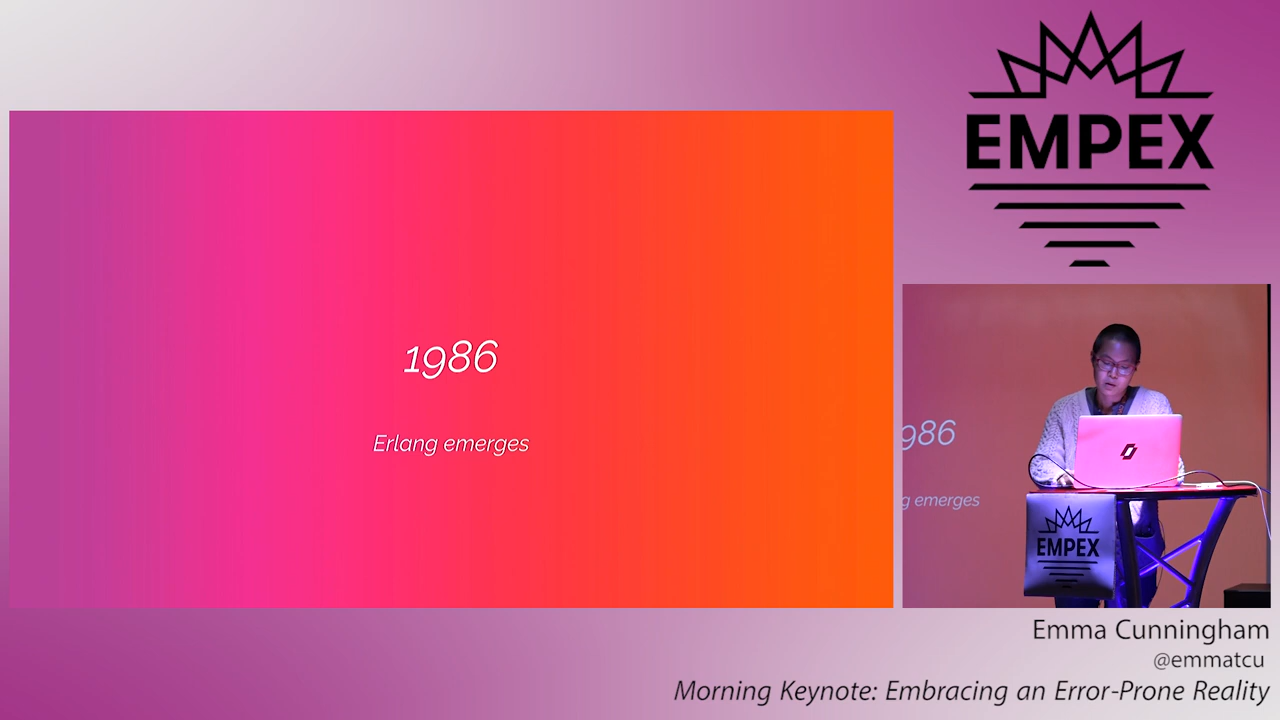 EMPEX
1986
Erlang emerges
986
g emerges
EMPEX
Emma Cunningham
@emmatcu
Morning Keynote: Embracing an Error-Prone Reality